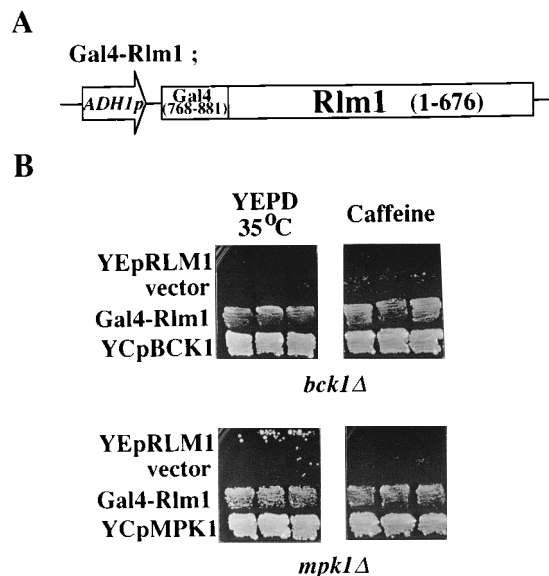 A
Gal4-Rlm1 ;
ADH1p
Gal4
(768-881)
Rlm1 (1-676)
B
YEPD
35°C
Caffeine
YEpRLM1
vector
Gal4-Rlm1
YCpBCK1
bck1Δ
YEpRLM1
vector
Gal4-Rlm1
YCpMPK1
mpk1Δ